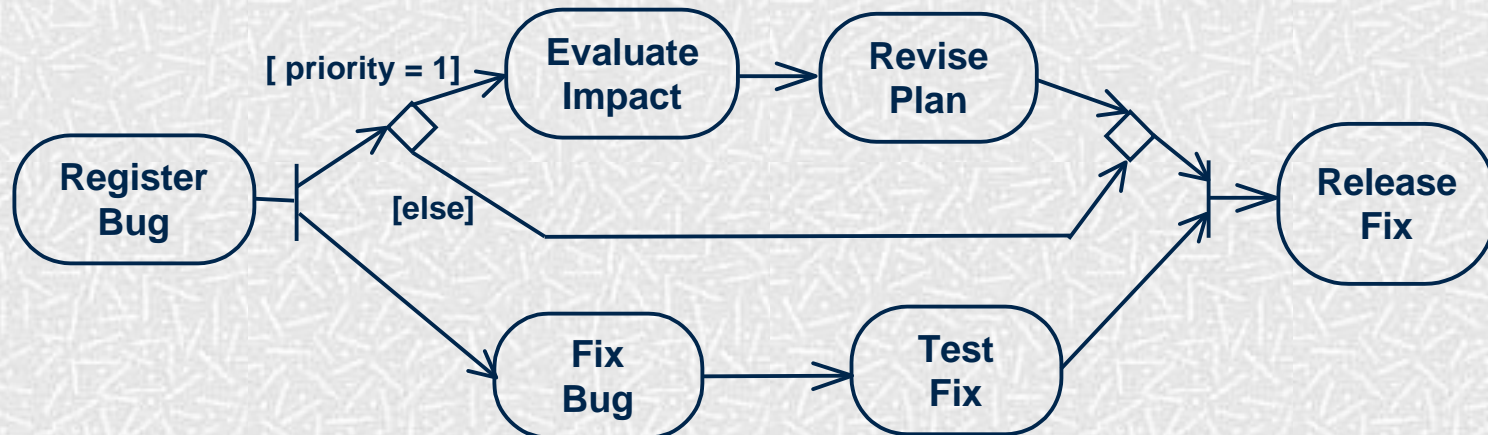 [ priority = 1]
Evaluate
Impact
Revise
Plan
Register
Bug
[else]
Release
Fix
Fix
Bug
Test
Fix